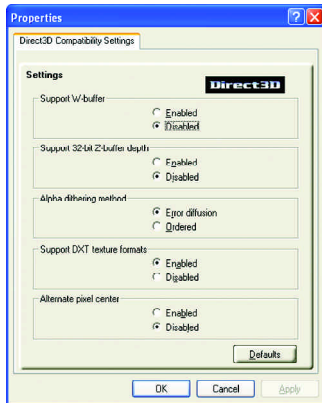 Properties
Direct3D Compatibility Settings
Settings
Direct3D
Support W-buffer
Enabled
Disabled
Support 32-bit Z-buffer depth
Enabled
Disabled
Alpha dithering method
Error diffusion
Ordered
Support DXT texture formats
Enabled
Disabled
Alternate pixel center
Enabled
Disabled
Defaults
OK
Cancel
Apply